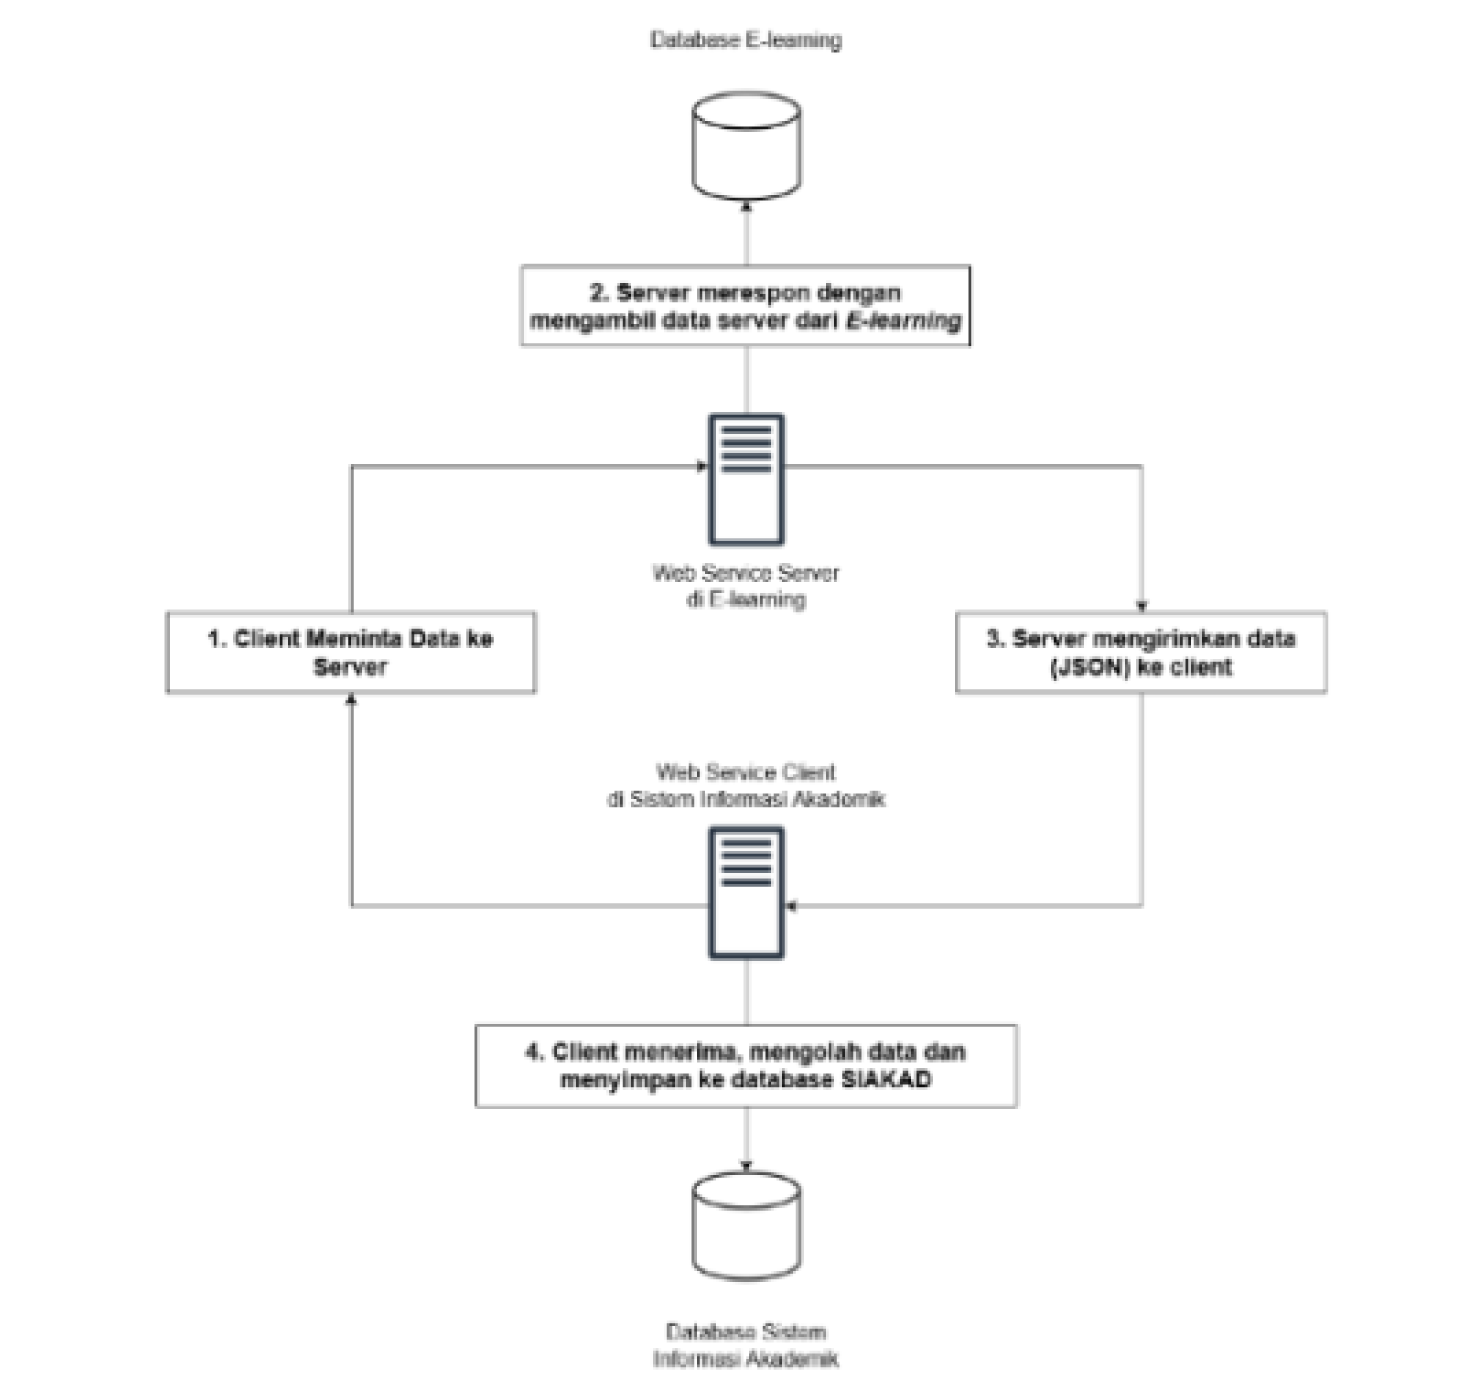 Database E-learning
2. Server merespon dengan
mengambil data server dari E-learning
Web Service Server
di E-learning
1. Client Meminta Data ke
Server
3. Server mengirimkan data
(JSON) ke client
Web Service Client
di Sistem Informasi Akademik
4. Client menerima, mengolah data dan
menyimpan ke database SIAKAD
Database Sistem
Informasi Akademik